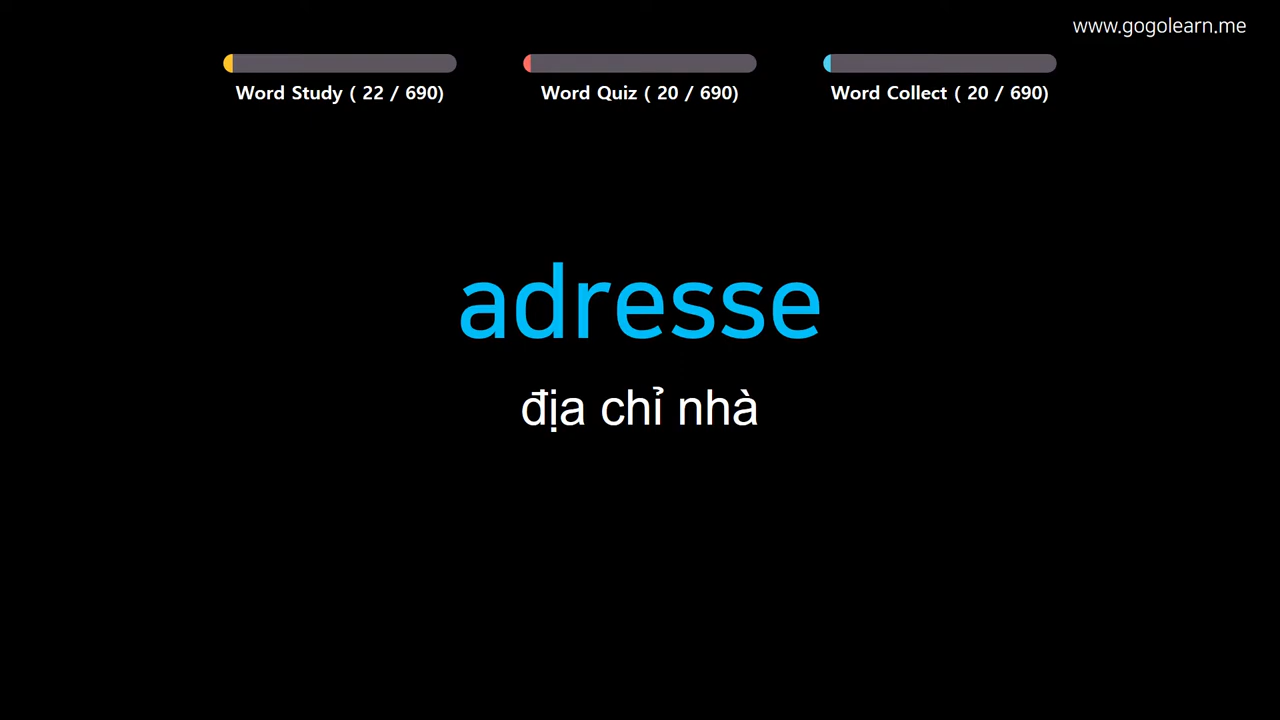 www.gogolearn.me
Word Study ( 22 / 690)
Word Quiz ( 20 / 690)
Word Collect ( 20 / 690)
adresse
địa chỉ nhà